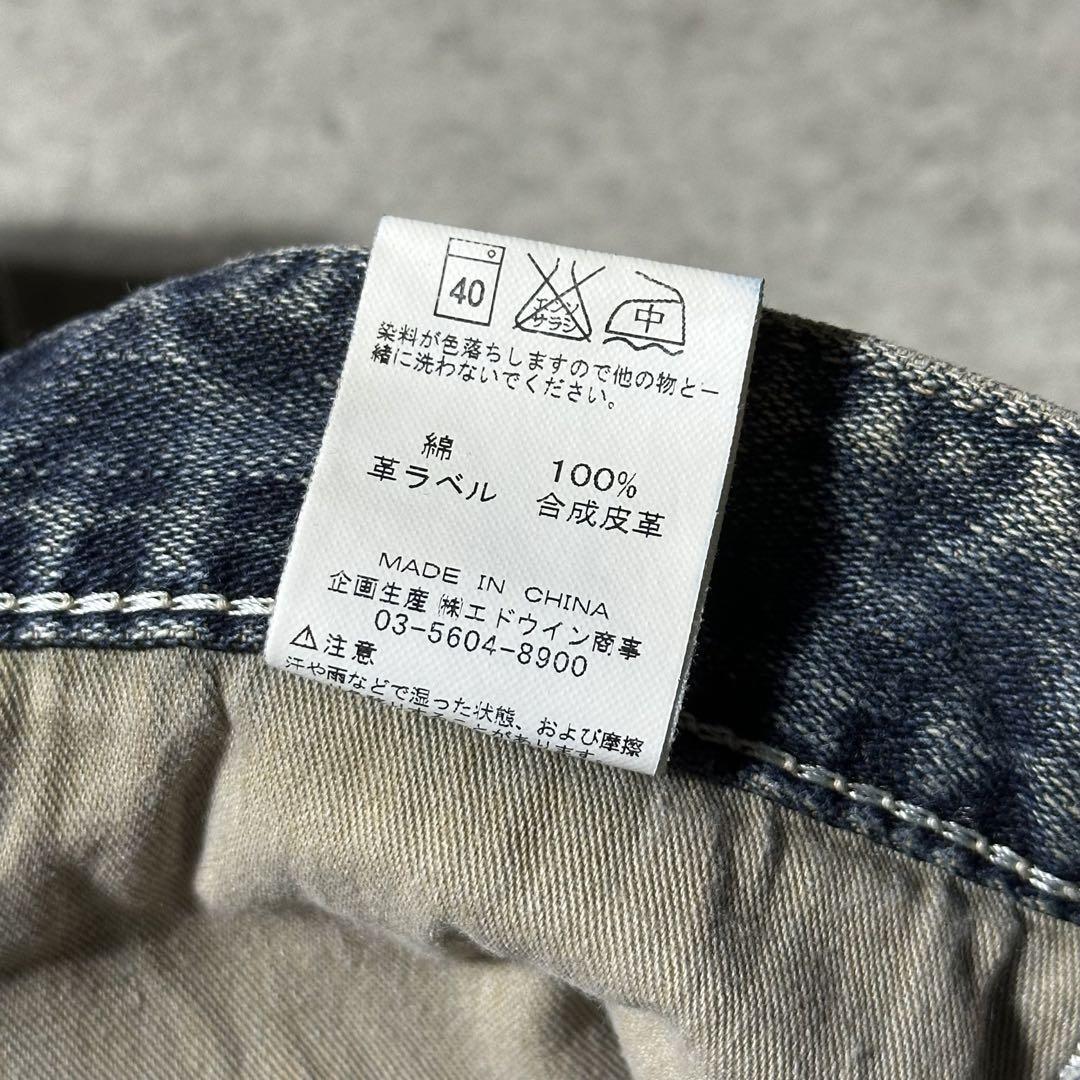 40 エンソ サラシ 中
染料が色落ちしますので他の物と一
緒に洗わないでください。
綿 100%
革ラベル 合成皮革
MADE IN CHINA
企画生産 ㈱エドウイン商事
03-5604-8900
⚠注意
汗や雨などで湿った状態、および摩擦